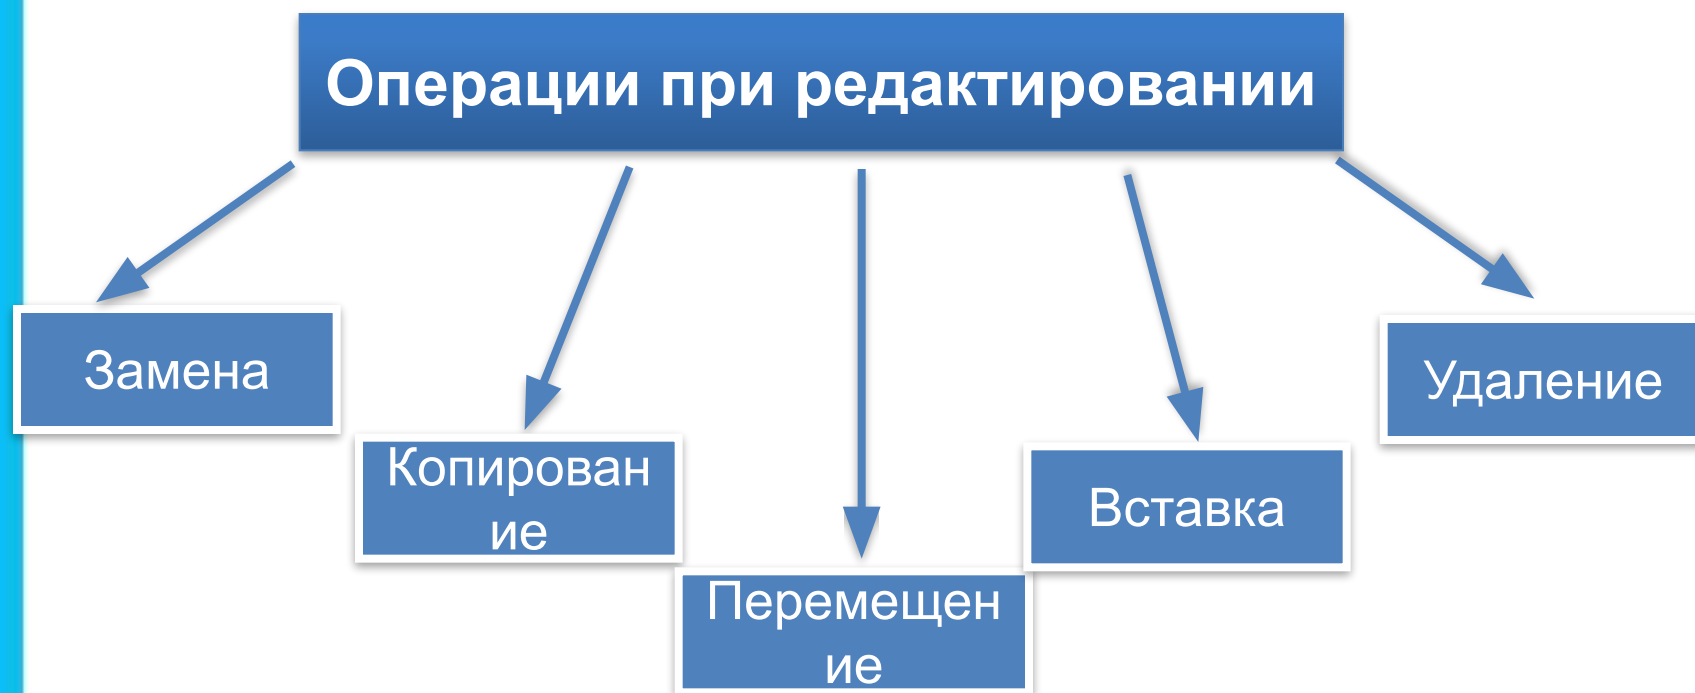 Операции при редактировании
Замена
Копирован
ие
Перемещен
ие
Вставка
Удаление